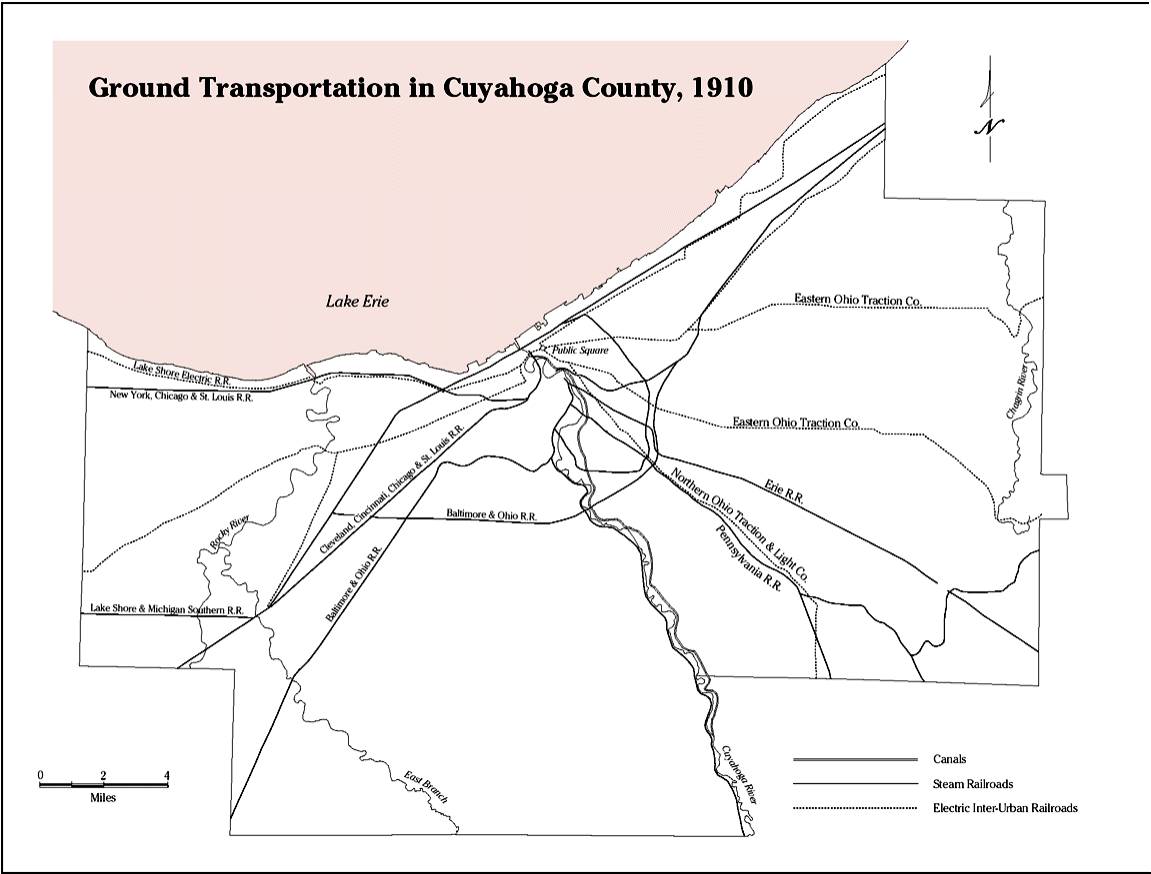 Ground Transportation in Cuyahoga County, 1910
N
Lake Erie
Eastern Ohio Traction Co.
Public Square
Lake Shore Electric R.R.
New York, Chicago & St. Louis R.R.
Chagrin River
Eastern Ohio Traction Co.
Cleveland, Cincinnati, Chicago & St. Louis R.R.
Erie R.R.
Northern Ohio Traction & Light Co.
Baltimore & Ohio R.R.
Rocky River
Pennsylvania R.R.
Baltimore & Ohio R.R.
Lake Shore & Michigan Southern R.R.
Cuyahoga River
East Branch
0 2 4
Miles
Canals
Steam Railroads
Electric Inter-Urban Railroads